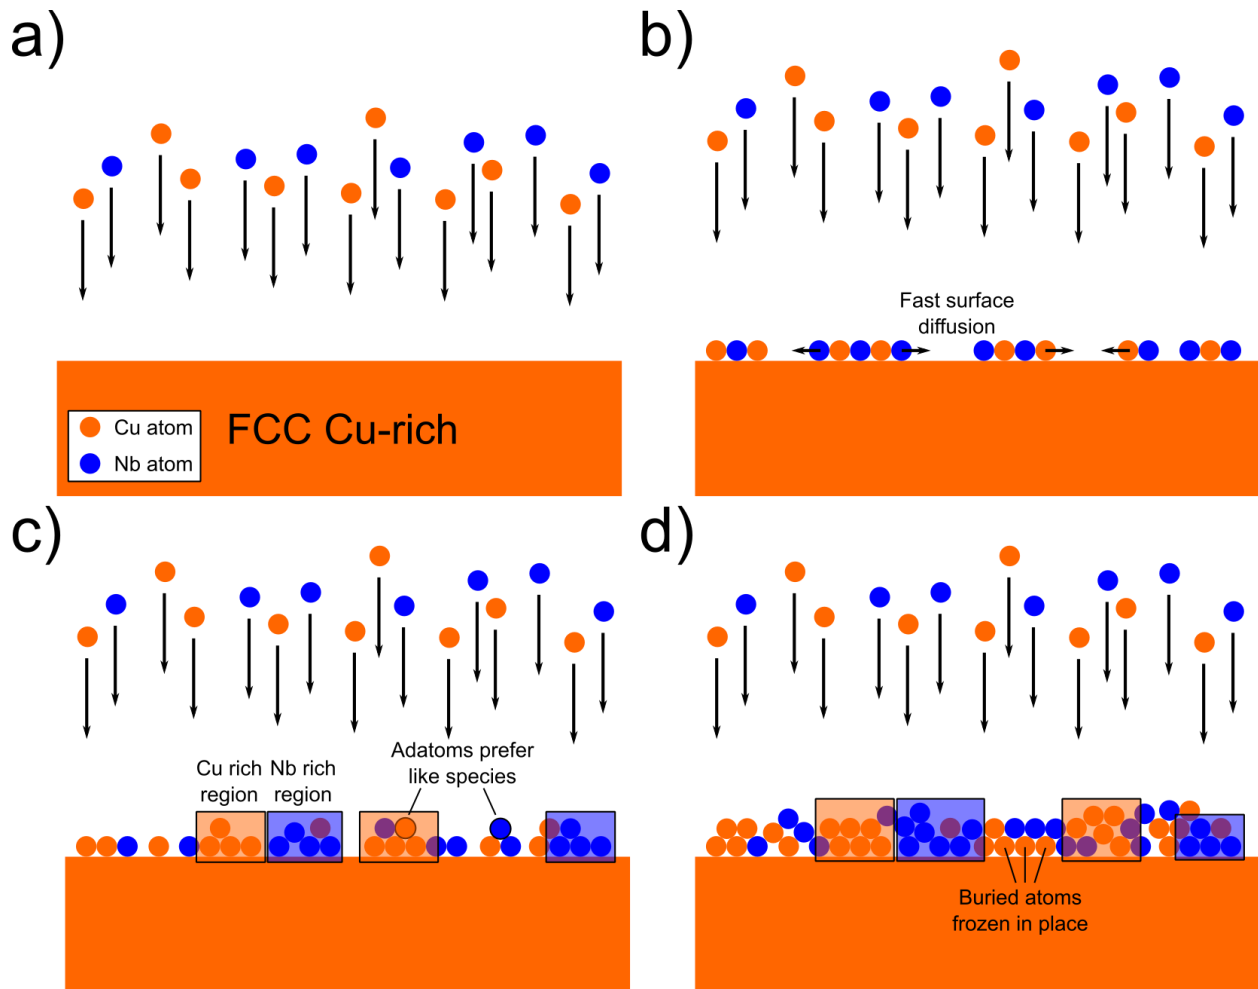 a)
Cu atom
Nb atom
FCC Cu-rich
b)
Fast surface
diffusion
c)
Cu rich
region
Nb rich
region
Adatoms prefer
like species
d)
Buried atoms
frozen in place